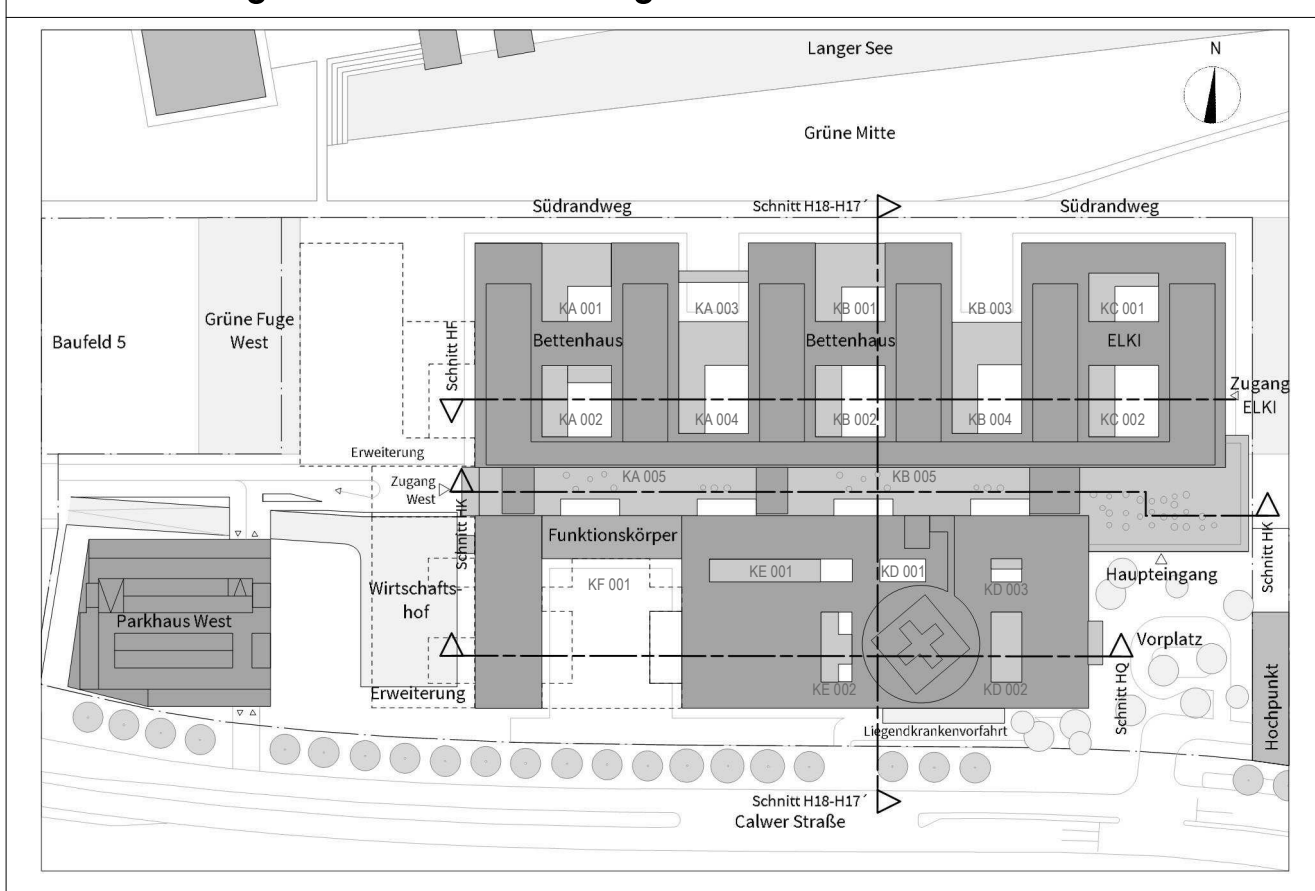 Langer See
N
Grüne Mitte
Südrandweg
Schnitt H18-H17´
Südrandweg
Baufeld 5
Grüne Fuge
West
Schnitt HF
KA 001
KA 003
KB 001
KB 003
KC 001
Bettenhaus
Bettenhaus
ELKI
Zugang
ELKI
KA 002
KA 004
KB 002
KB 004
KC 002
Erweiterung
Zugang
West
KA 005
KB 005
Schnitt HK
Schnitt HK
Funktionskörper
Haupteingang
KF 001
KE 001
KD 001
KD 003
Wirtschafts-
hof
Parkhaus West
Vorplatz
Erweiterung
KE 002
KD 002
Schnitt HQ
Hochpunkt
Liegendkrankenvorfahrt
Schnitt H18-H17´
Calwer Straße